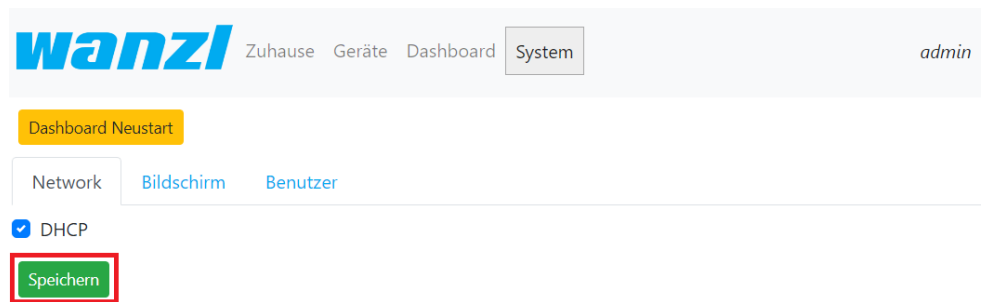 wanzl Zuhause Geräte Dashboard System admin
Dashboard Neustart
Network Bildschirm Benutzer
DHCP
Speichern